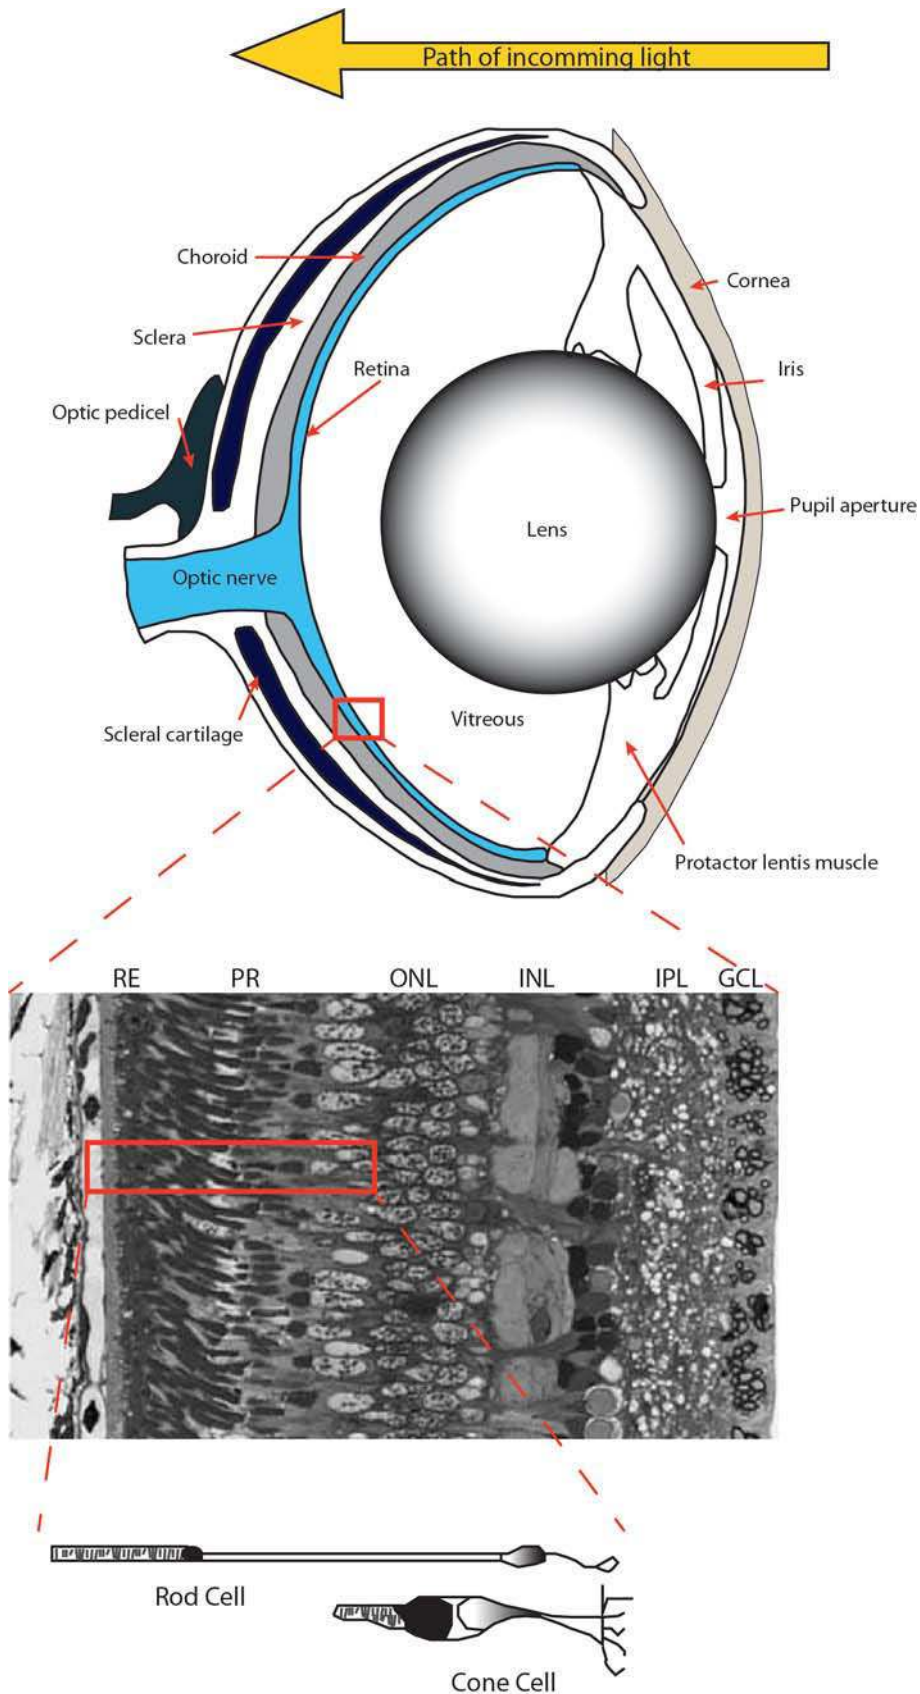 Path of incomming light
Choroid
Cornea
Sclera
Retina
Iris
Optic pedicel
Pupil aperture
Lens
Optic nerve
Vitreous
Scleral cartilage
Protactor lentis muscle
RE PR ONL INL IPL GCL
Rod Cell
Cone Cell